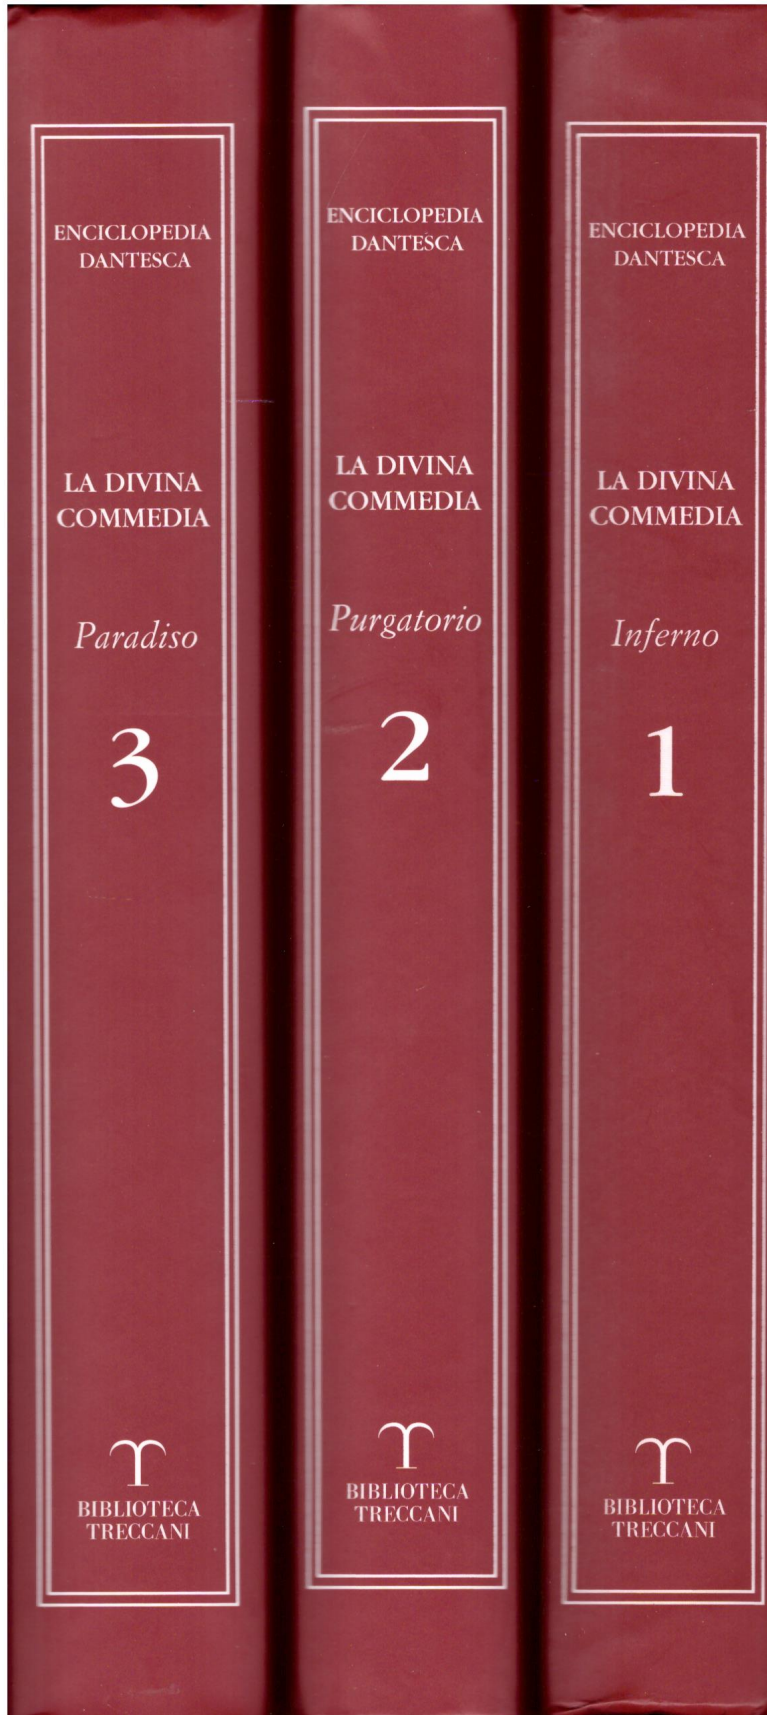 ENCICLOPEDIA
DANTESCA
LA DIVINA
COMMEDIA
Paradiso
3
BIBLIOTECA
TRECCANI
ENCICLOPEDIA
DANTESCA
LA DIVINA
COMMEDIA
Purgatorio
2
BIBLIOTECA
TRECCANI
ENCICLOPEDIA
DANTESCA
LA DIVINA
COMMEDIA
Inferno
1
BIBLIOTECA
TRECCANI